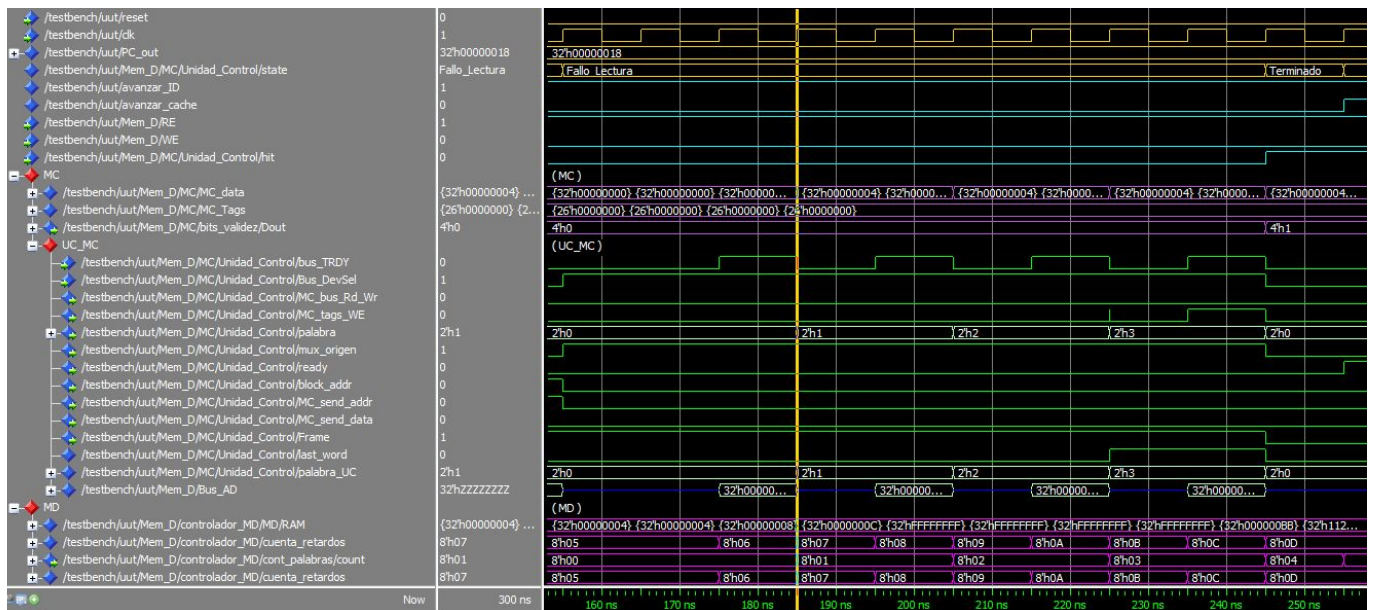 /testbench/uut/reset 0
/testbench/uut/clk 1
/testbench/uut/PC_out 32'h00000018 32'h00000018
/testbench/uut/Mem_D/MC/Unidad_Control/state Fallo_Lectura Fallo_Lectura Terminado
/testbench/uut/avanzar_ID 1
/testbench/uut/avanzar_cache 0
/testbench/uut/Mem_D/RE 1
/testbench/uut/Mem_D/WE 0
/testbench/uut/Mem_D/MC/Unidad_Control/hit 0
MC (MC)
/testbench/uut/Mem_D/MC/MC_data {32'h00000004} ... {32'h00000000} {32'h00000000} {32'h00000... {32'h00000004} {32'h0000... {32'h00000004} {32'h0000... {32'h00000004} {32'h0000... {32'h00000004...
/testbench/uut/Mem_D/MC/MC_Tags {26'h0000000} {2... {26'h0000000} {26'h0000000} {26'h0000000} {26'h0000000}
/testbench/uut/Mem_D/MC/bits_validez/Dout 4'h0 4'h0 4'h1
UC_MC (UC_MC)
/testbench/uut/Mem_D/MC/Unidad_Control/bus_TRDY 0
/testbench/uut/Mem_D/MC/Unidad_Control/Bus_DevSel 1
/testbench/uut/Mem_D/MC/Unidad_Control/MC_bus_Rd_Wr 0
/testbench/uut/Mem_D/MC/Unidad_Control/MC_tags_WE 0
/testbench/uut/Mem_D/MC/Unidad_Control/palabra 2'h1 2'h0 2'h1 2'h2 2'h3 2'h0
/testbench/uut/Mem_D/MC/Unidad_Control/mux_origen 1
/testbench/uut/Mem_D/MC/Unidad_Control/ready 0
/testbench/uut/Mem_D/MC/Unidad_Control/block_addr 0
/testbench/uut/Mem_D/MC/Unidad_Control/MC_send_addr 0
/testbench/uut/Mem_D/MC/Unidad_Control/MC_send_data 0
/testbench/uut/Mem_D/MC/Unidad_Control/Frame 1
/testbench/uut/Mem_D/MC/Unidad_Control/last_word 0
/testbench/uut/Mem_D/MC/Unidad_Control/palabra_UC 2'h1 2'h0 2'h1 2'h2 2'h3 2'h0
/testbench/uut/Mem_D/Bus_AD 32'hZZZZZZZZ 32'h00000... 32'h00000... 32'h00000... 32'h00000...
MD (MD)
/testbench/uut/Mem_D/controlador_MD/MD/RAM {32'h00000004} ... {32'h00000004} {32'h00000004} {32'h00000008} {32'h0000000C} {32'hFFFFFFFF} {32'hFFFFFFFF} {32'hFFFFFFFF} {32'hFFFFFFFF} {32'h000000BB} {32'h112...
/testbench/uut/Mem_D/controlador_MD/cuenta_retardos 8'h07 8'h05 8'h06 8'h07 8'h08 8'h09 8'h0A 8'h0B 8'h0C 8'h0D
/testbench/uut/Mem_D/controlador_MD/cont_palabras/count 8'h01 8'h00 8'h01 8'h02 8'h03 8'h04
/testbench/uut/Mem_D/controlador_MD/cuenta_retardos 8'h07 8'h05 8'h06 8'h07 8'h08 8'h09 8'h0A 8'h0B 8'h0C 8'h0D
Now 300 ns 160 ns 170 ns 180 ns 190 ns 200 ns 210 ns 220 ns 230 ns 240 ns 250 ns